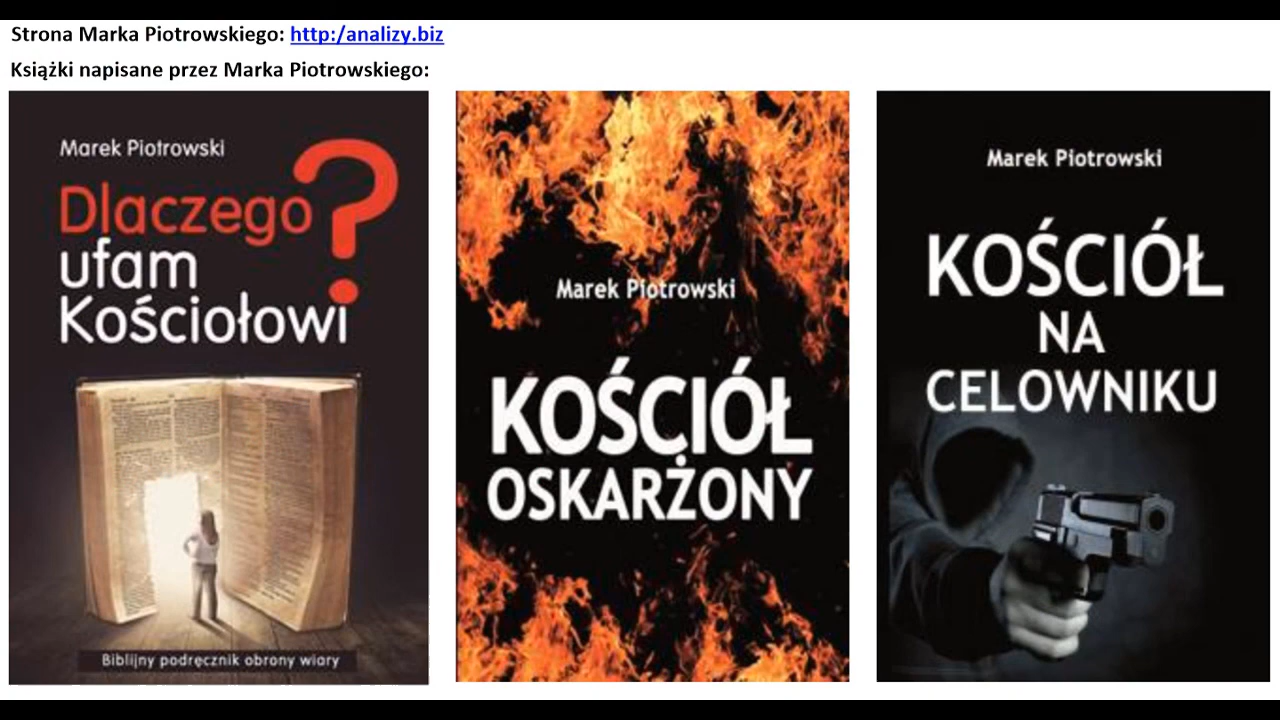 Strona Marka Piotrowskiego: http:/analizy.biz
Książki napisane przez Marka Piotrowskiego:
Marek Piotrowski
Dlaczego?
ufam
Kościołowi
Biblijny podręcznik obrony wiary
Marek Piotrowski
KOŚCIÓŁ
OSKARŻONY
Marek Piotrowski
KOŚCIÓŁ
NA
CELOWNIKU